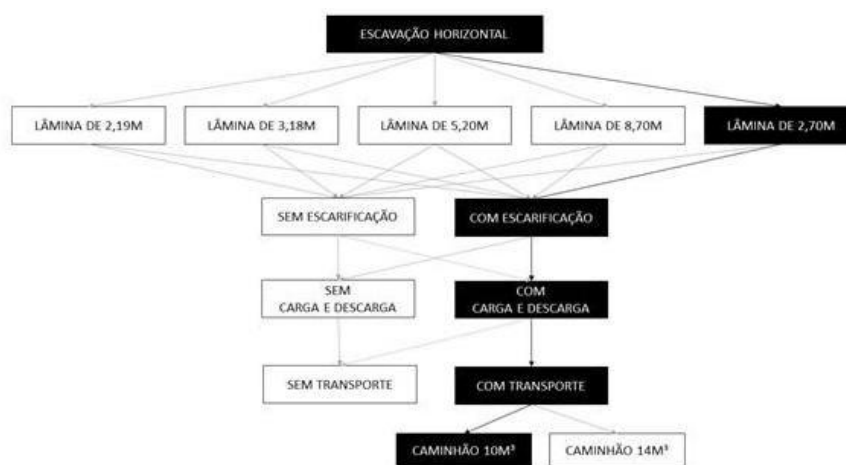 ESCAVAÇÃO HORIZONTAL
LÂMINA DE 2,19M
LÂMINA DE 3,18M
LÂMINA DE 5,20M
LÂMINA DE 8,70M
LÂMINA DE 2,70M
SEM ESCARIFICAÇÃO
COM ESCARIFICAÇÃO
SEM
CARGA E DESCARGA
COM
CARGA E DESCARGA
SEM TRANSPORTE
COM TRANSPORTE
CAMINHÃO 10M³
CAMINHÃO 14M³